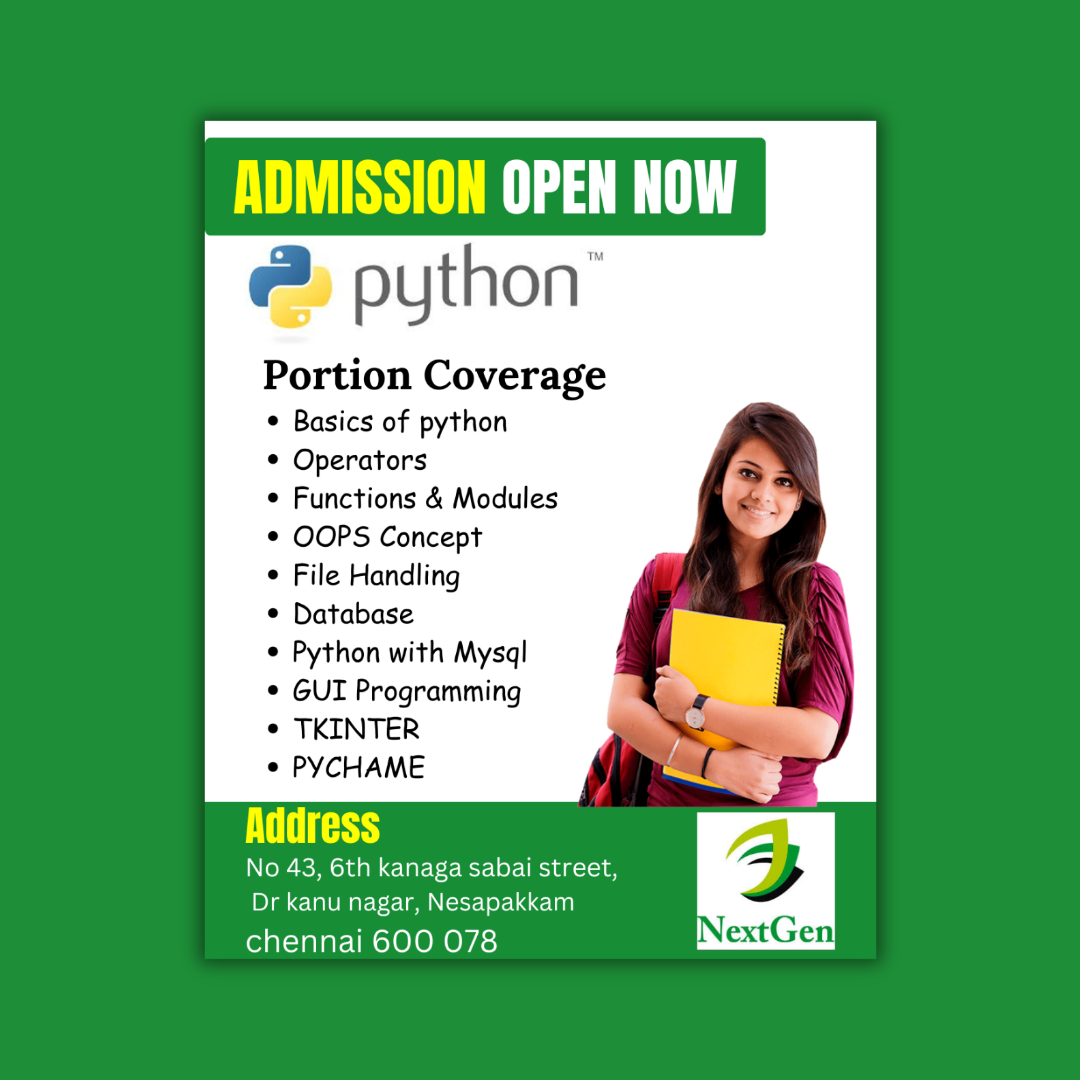 ADMISSION OPEN NOW
python™
Portion Coverage
• Basics of python
• Operators
• Functions & Modules
• OOPS Concept
• File Handling
• Database
• Python with Mysql
• GUI Programming
• TKINTER
• PYCHAME
Address
No 43, 6th kanaga sabai street,
Dr kanu nagar, Nesapakkam
chennai 600 078
NextGen